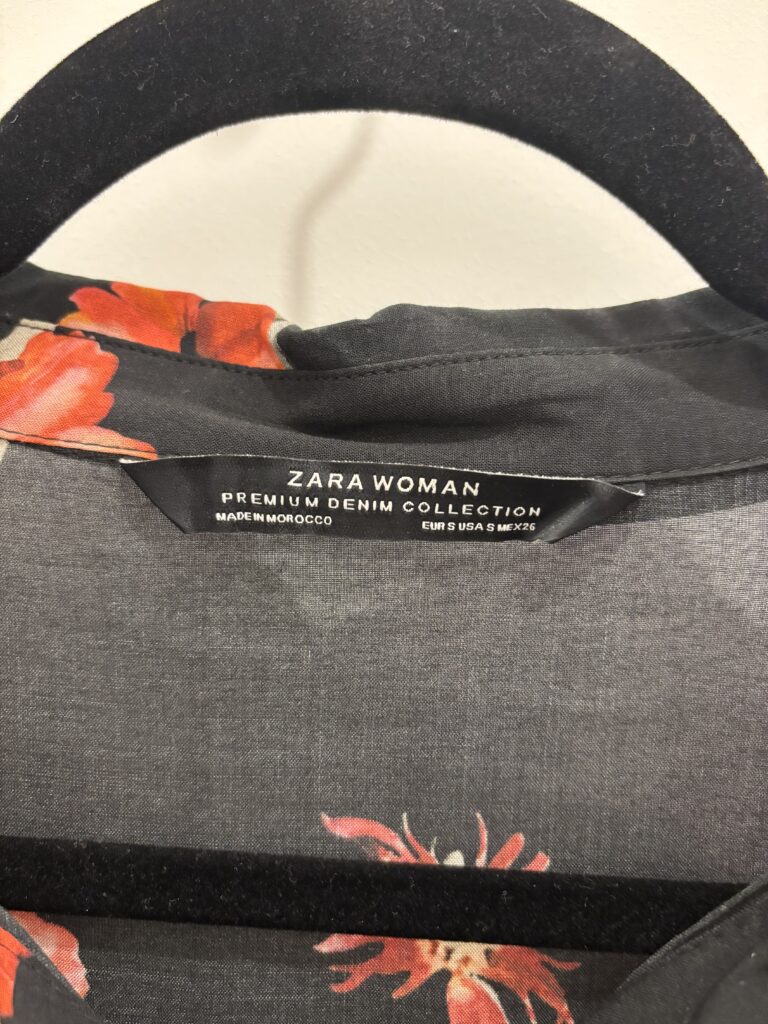 ZARA WOMAN
PREMIUM DENIM COLLECTION
MADE IN MOROCCO EUR S USA S MEX 26